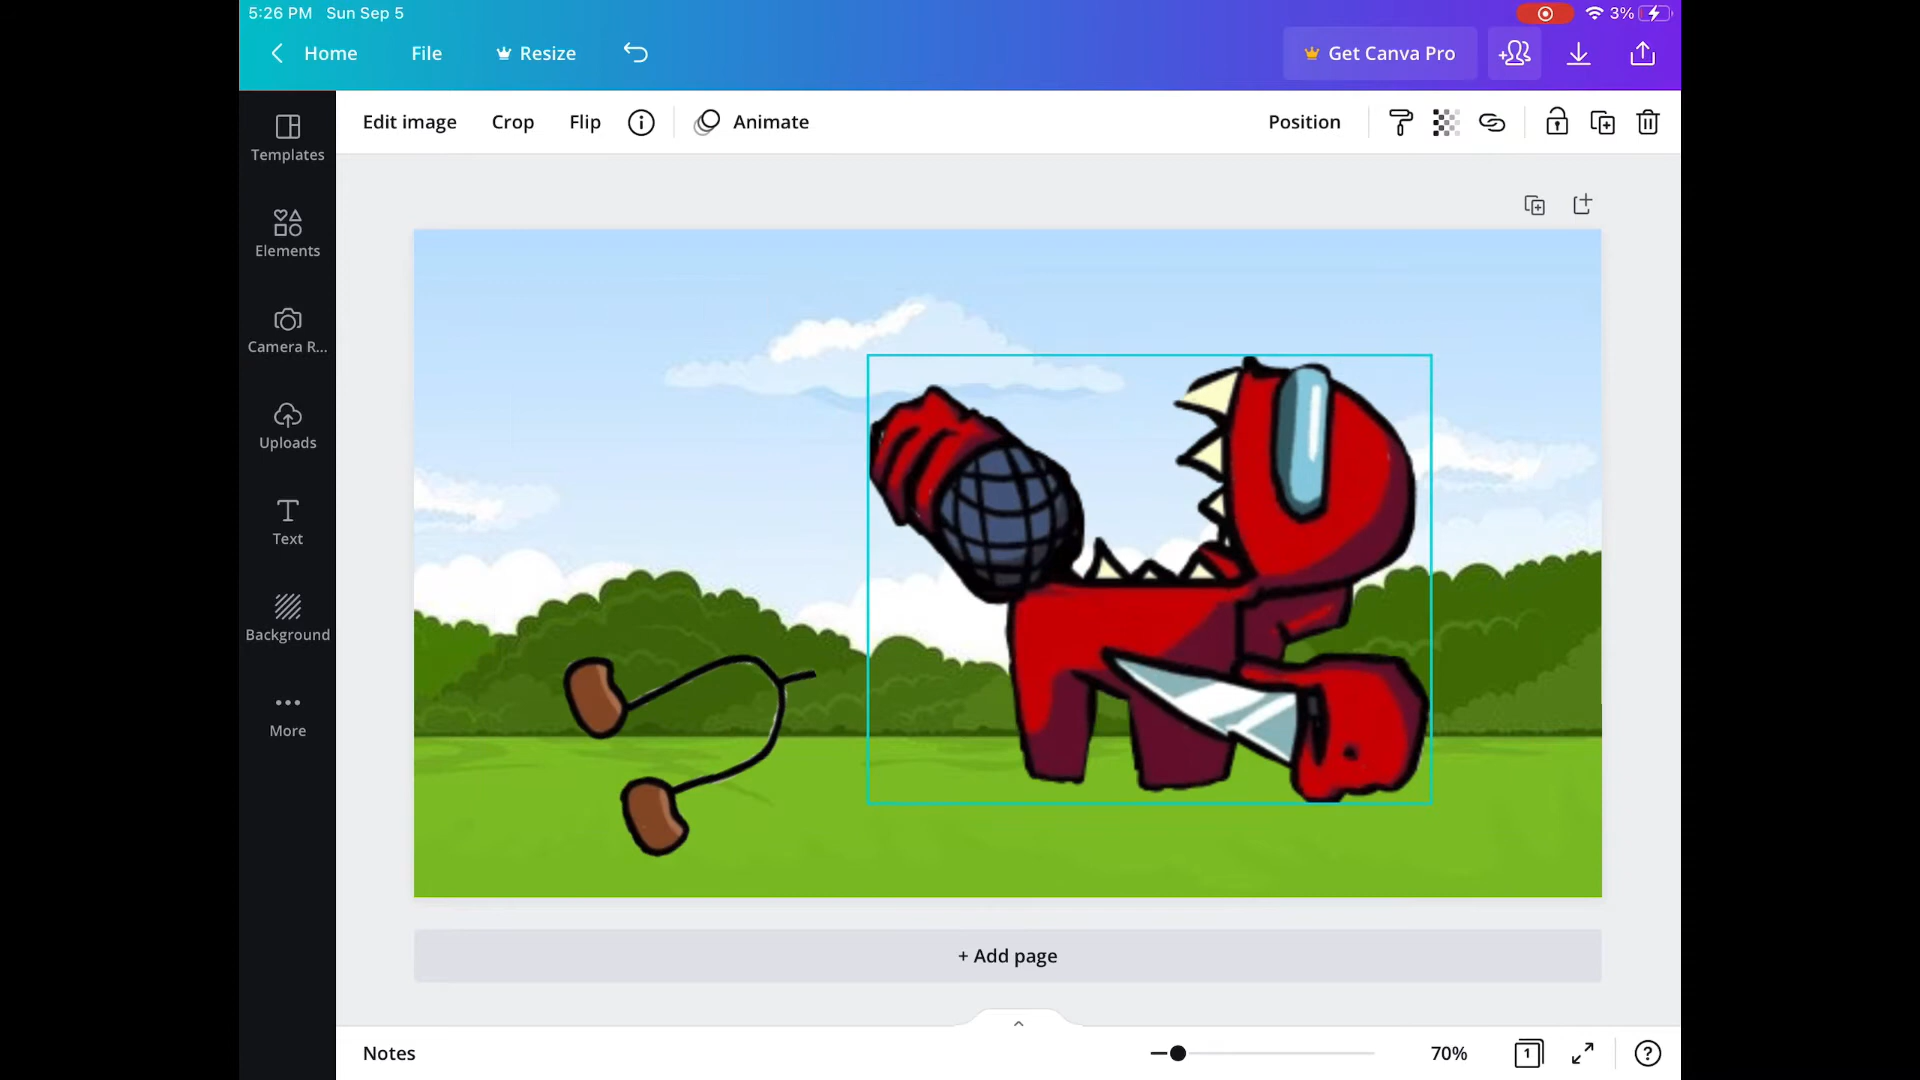 5:26 PM Sun Sep 5 3%
Home File Resize Get Canva Pro
Edit image Crop Flip Animate Position
Templates
Elements
Camera R...
Uploads
Text
Background
More
+ Add page
Notes 70% 1 ?